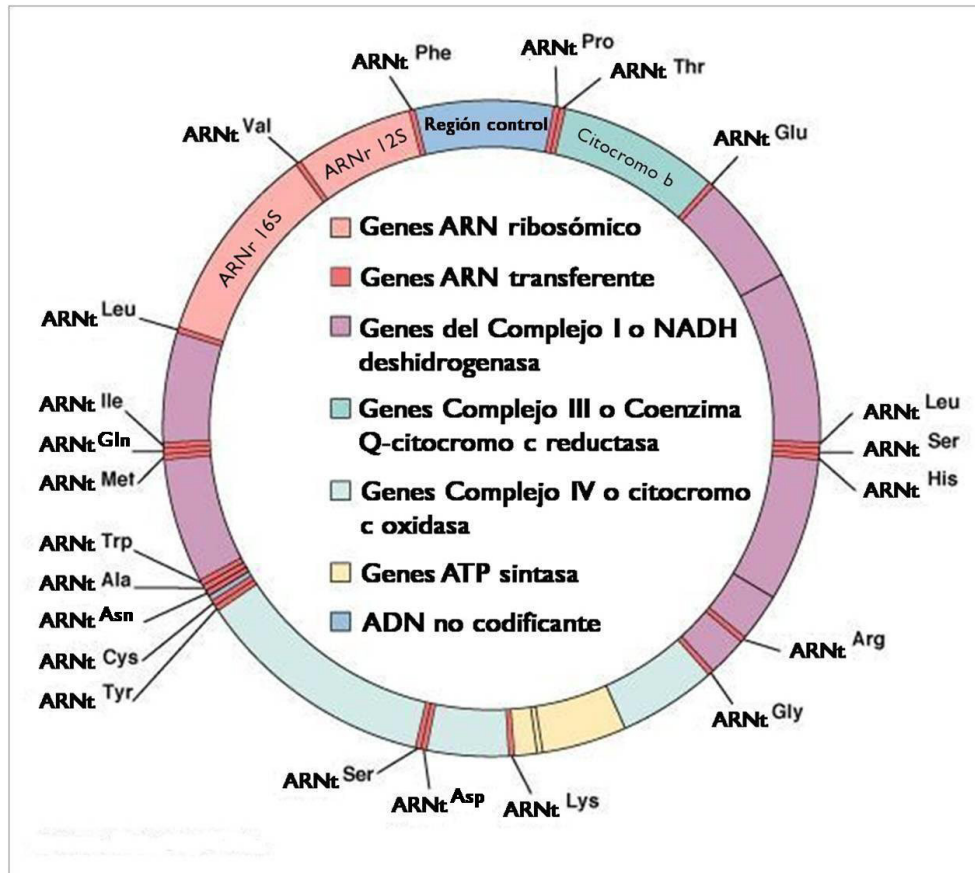 ARNt Phe
ARNt Pro
ARNt Thr
ARNt Val
ARNt Glu
Región control
ARNr 12S
Citocromo b
ARNr 16S
Genes ARN ribosómico
Genes ARN transferente
Genes del Complejo I o NADH
deshidrogenasa
Genes Complejo III o Coenzima
Q-citocromo c reductasa
Genes Complejo IV o citocromo
c oxidasa
Genes ATP sintasa
ADN no codificante
ARNt Leu
ARNt Ile
ARNt Gln
ARNt Met
ARNt Trp
ARNt Ala
ARNt Asn
ARNt Cys
ARNt Tyr
ARNt Leu
ARNt Ser
ARNt His
ARNt Arg
ARNt Gly
ARNt Ser
ARNt Asp
ARNt Lys